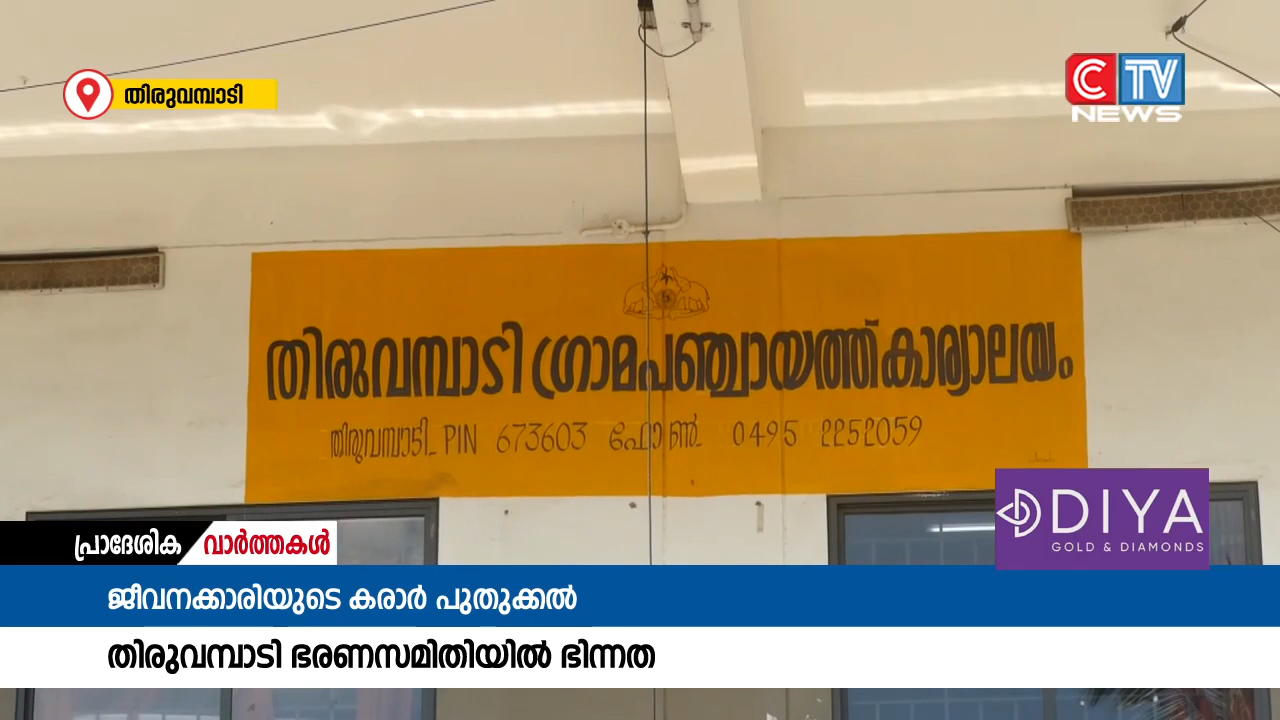 തിരുവമ്പാടി
CTV
NEWS
തിരുവമ്പാടി ഗ്രാമപഞ്ചായത്ത് കാര്യാലയം
തിരുവമ്പാടി_ PIN 673603 ഫോൺ 0495 2252059
DIYA
GOLD & DIAMONDS
പ്രാദേശിക വാർത്തകൾ
ജീവനക്കാരിയുടെ കരാർ പുതുക്കൽ
തിരുവമ്പാടി ഭരണസമിതിയിൽ ഭിന്നത